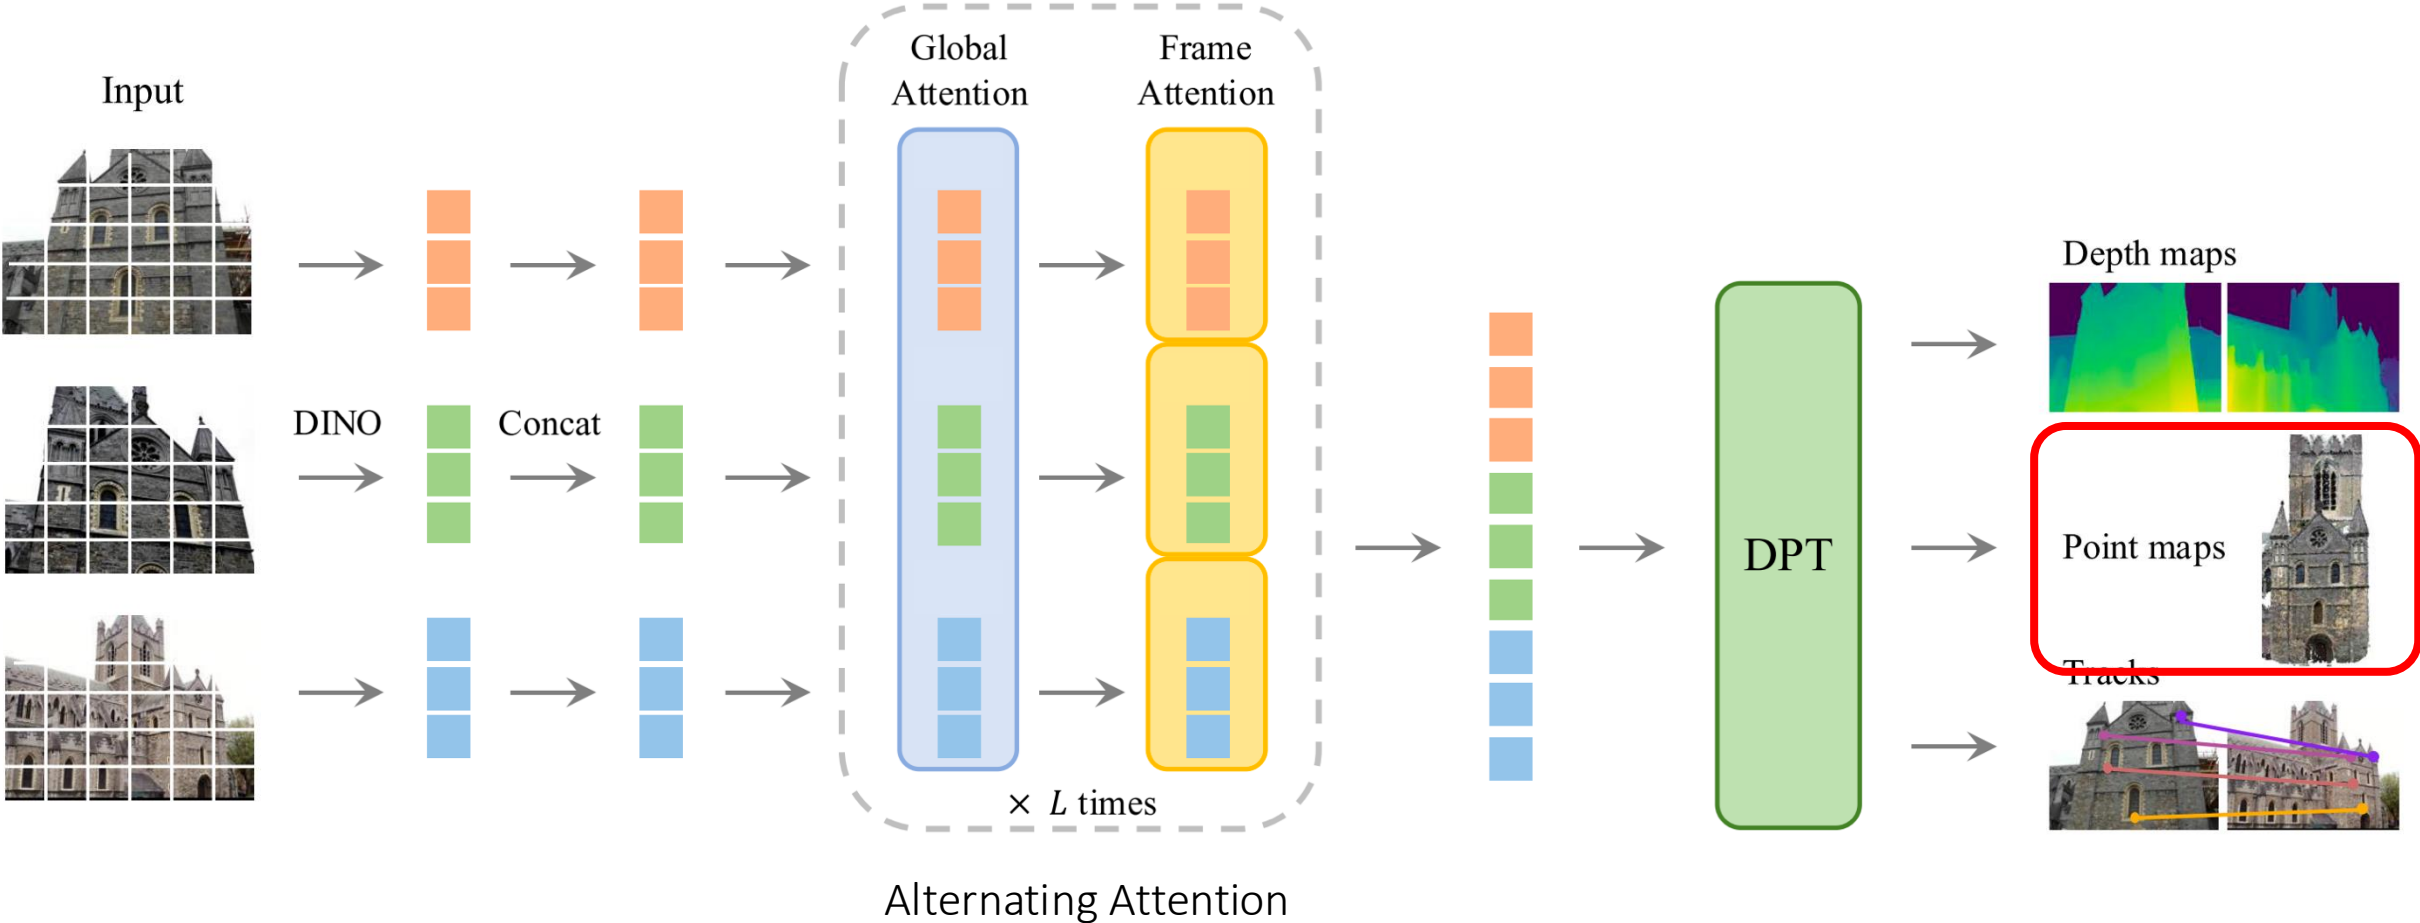 Input
DINO
Concat
Global
Attention
Frame
Attention
× L times
Alternating Attention
DPT
Depth maps
Point maps
Tracks